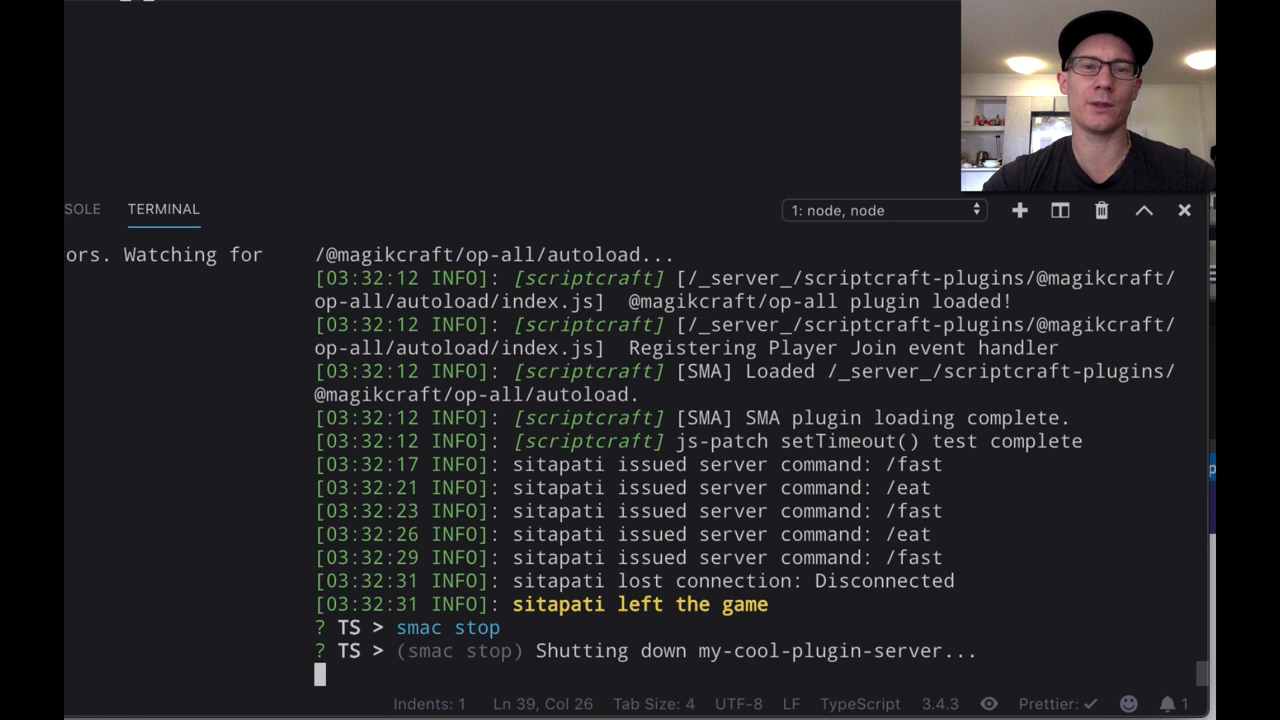 SOLE TERMINAL 1: node, node
ors. Watching for /@magikcraft/op-all/autoload...
[03:32:12 INFO]: [scriptcraft] [/_server_/scriptcraft-plugins/@magikcraft/
op-all/autoload/index.js]  @magikcraft/op-all plugin loaded!
[03:32:12 INFO]: [scriptcraft] [/_server_/scriptcraft-plugins/@magikcraft/
op-all/autoload/index.js]  Registering Player Join event handler
[03:32:12 INFO]: [scriptcraft] [SMA] Loaded /_server_/scriptcraft-plugins/
@magikcraft/op-all/autoload.
[03:32:12 INFO]: [scriptcraft] [SMA] SMA plugin loading complete.
[03:32:12 INFO]: [scriptcraft] js-patch setTimeout() test complete
[03:32:17 INFO]: sitapati issued server command: /fast
[03:32:21 INFO]: sitapati issued server command: /eat
[03:32:23 INFO]: sitapati issued server command: /fast
[03:32:26 INFO]: sitapati issued server command: /eat
[03:32:29 INFO]: sitapati issued server command: /fast
[03:32:31 INFO]: sitapati lost connection: Disconnected
[03:32:31 INFO]: sitapati left the game
? TS > smac stop
? TS > (smac stop) Shutting down my-cool-plugin-server...
Indents: 1 Ln 39, Col 26 Tab Size: 4 UTF-8 LF TypeScript 3.4.3 Prettier: ✓ 1